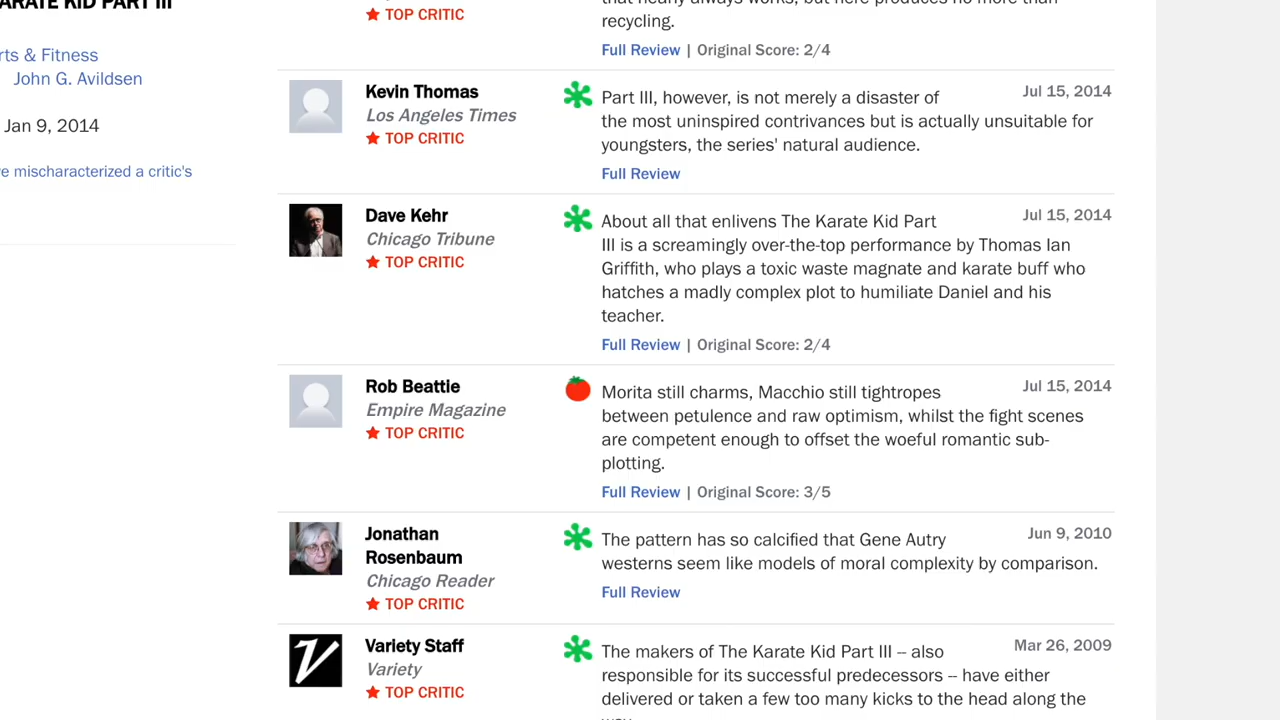 ARATE KID PART III
rts & Fitness
John G. Avildsen
Jan 9, 2014
e mischaracterized a critic's
★ TOP CRITIC
that nearly always works, but here produces no more than
recycling.
Full Review | Original Score: 2/4
Kevin Thomas
Los Angeles Times
★ TOP CRITIC
Jul 15, 2014
Part III, however, is not merely a disaster of
the most uninspired contrivances but is actually unsuitable for
youngsters, the series' natural audience.
Full Review
Dave Kehr
Chicago Tribune
★ TOP CRITIC
Jul 15, 2014
About all that enlivens The Karate Kid Part
III is a screamingly over-the-top performance by Thomas Ian
Griffith, who plays a toxic waste magnate and karate buff who
hatches a madly complex plot to humiliate Daniel and his
teacher.
Full Review | Original Score: 2/4
Rob Beattie
Empire Magazine
★ TOP CRITIC
Jul 15, 2014
Morita still charms, Macchio still tightropes
between petulence and raw optimism, whilst the fight scenes
are competent enough to offset the woeful romantic sub-
plotting.
Full Review | Original Score: 3/5
Jonathan
Rosenbaum
Chicago Reader
★ TOP CRITIC
Jun 9, 2010
The pattern has so calcified that Gene Autry
westerns seem like models of moral complexity by comparison.
Full Review
Variety Staff
Variety
★ TOP CRITIC
Mar 26, 2009
The makers of The Karate Kid Part III -- also
responsible for its successful predecessors -- have either
delivered or taken a few too many kicks to the head along the